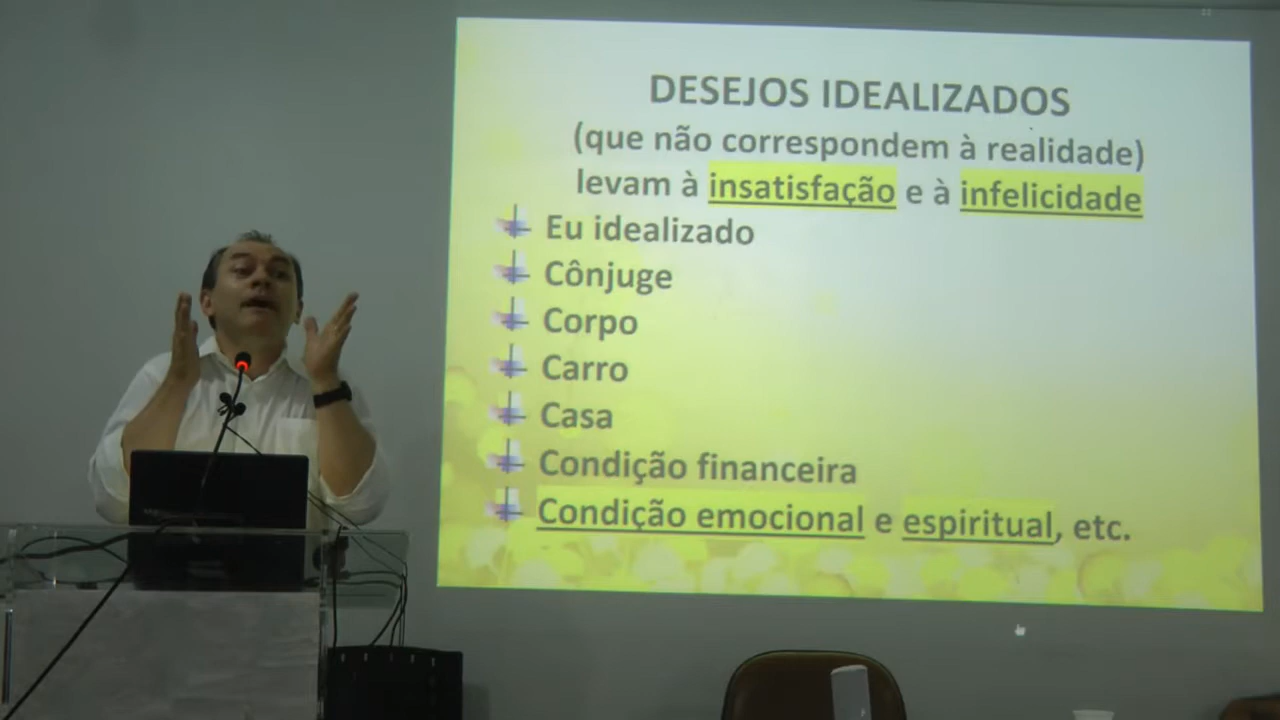 DESEJOS IDEALIZADOS
(que não correspondem à realidade)
levam à insatisfação e à infelicidade
Eu idealizado
Cônjuge
Corpo
Carro
Casa
Condição financeira
Condição emocional e espiritual, etc.